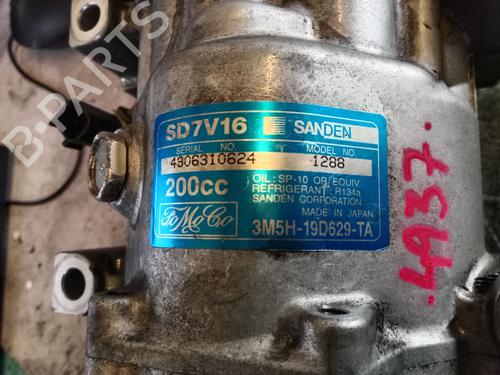 B-PARTS
SD7V16 SANDEN
SERIAL NO. MODEL NO.
4306310624 1288
200cc OIL: SP-10 OR EQUIV.
REFRIGERANT: R134a
SANDEN CORPORATION
MADE IN JAPAN
FoMoCo 3M5H-19D629-TA
4937.